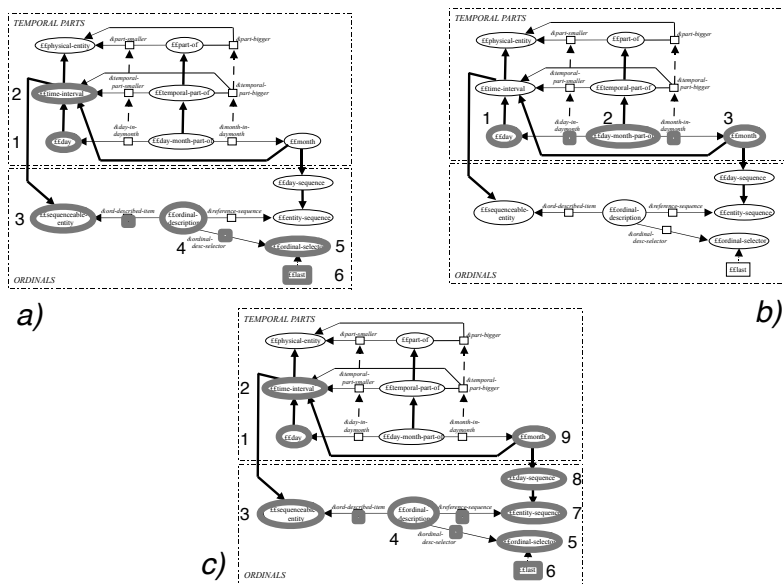 TEMPORAL PARTS
&part-smaller
&part-bigger
££physical-entity
££part-of
&temporal-
part-smaller
&temporal-
part-bigger
2
££time-interval
££temporal-part-of
&day-in-
daymonth
&month-in-
daymonth
1
££day
££day-month-part-of
££month
££day-sequence
3
££sequenceable-
entity
&ord-described-item
££ordinal-
description
&reference-sequence
££entity-sequence
4
&ordinal-
desc-selector
££ordinal-selector
5
££last
6
ORDINALS
a)
TEMPORAL PARTS
&part-smaller
&part-bigger
££physical-entity
££part-of
&temporal-
part-smaller
&temporal-
part-bigger
££time-interval
££temporal-part-of
1
&day-in-
daymonth
2
&month-in-
daymonth
3
££day
££day-month-part-of
££month
££day-sequence
££sequenceable-
entity
&ord-described-item
££ordinal-
description
&reference-sequence
££entity-sequence
&ordinal-
desc-selector
££ordinal-selector
££last
ORDINALS
b)
TEMPORAL PARTS
&part-smaller
&part-bigger
££physical-entity
££part-of
&temporal-
part-smaller
&temporal-
part-bigger
2
££time-interval
££temporal-part-of
&day-in-
daymonth
&month-in-
daymonth
1
££day
££day-month-part-of
££month
9
££day-sequence
8
3
££sequenceable-
entity
&ord-described-item
££ordinal-
description
&reference-sequence
££entity-sequence
7
4
&ordinal-
desc-selector
££ordinal-selector
5
££last
6
ORDINALS
c)